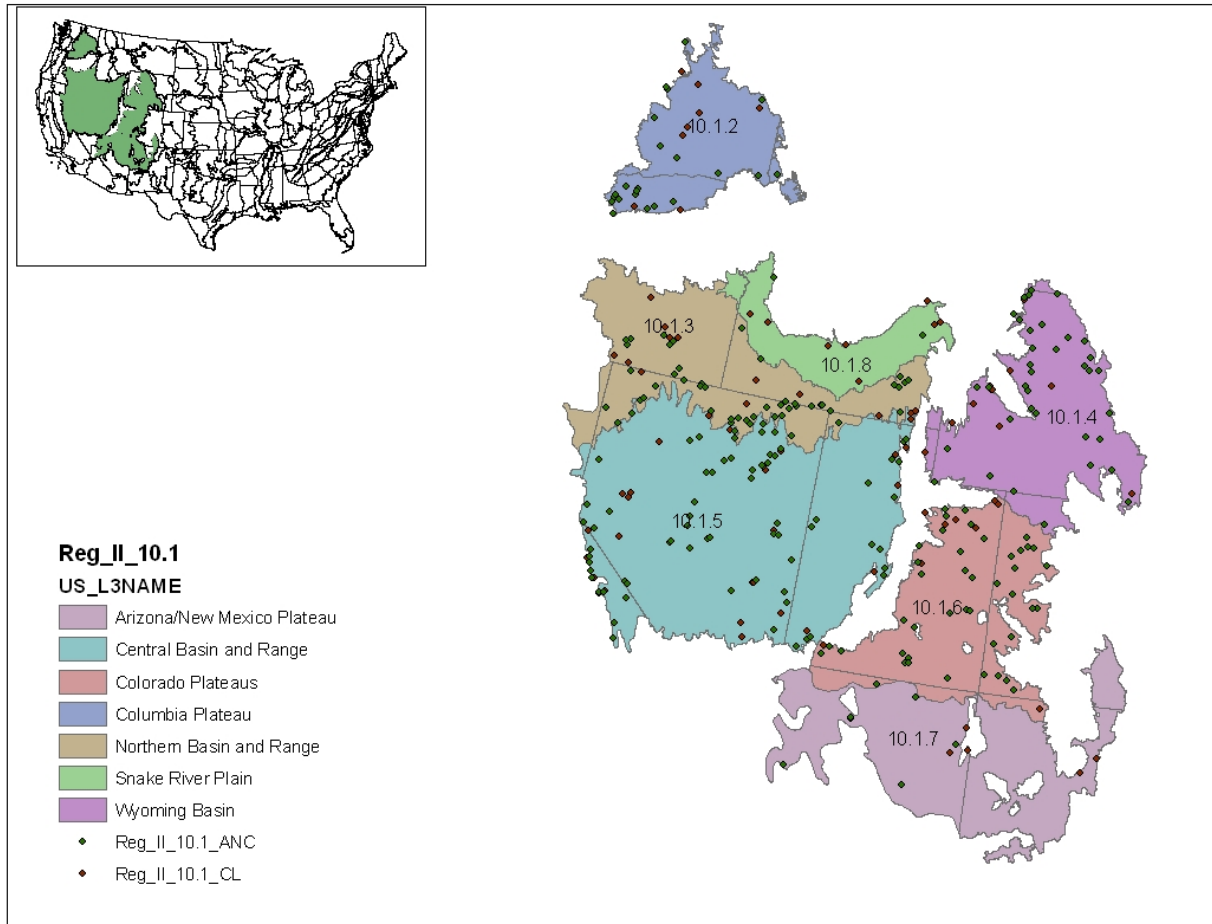 10.1.2
10.1.3
10.1.8
10.1.4
10.1.5
10.1.6
10.1.7
Reg_II_10.1
US_L3NAME
Arizona/New Mexico Plateau
Central Basin and Range
Colorado Plateaus
Columbia Plateau
Northern Basin and Range
Snake River Plain
Wyoming Basin
Reg_II_10.1_ANC
Reg_II_10.1_CL